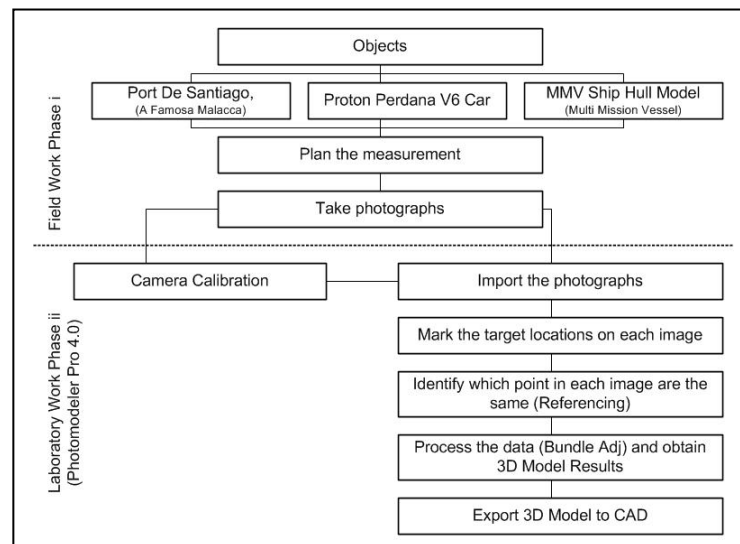 Objects
Port De Santiago,
(A Famosa Malacca)
Proton Perdana V6 Car
MMV Ship Hull Model
(Multi Mission Vessel)
Plan the measurement
Take photographs
Field Work Phase i
Camera Calibration
Import the photographs
Mark the target locations on each image
Identify which point in each image are the
same (Referencing)
Process the data (Bundle Adj) and obtain
3D Model Results
Export 3D Model to CAD
Laboratory Work Phase ii
(Photomodeler Pro 4.0)